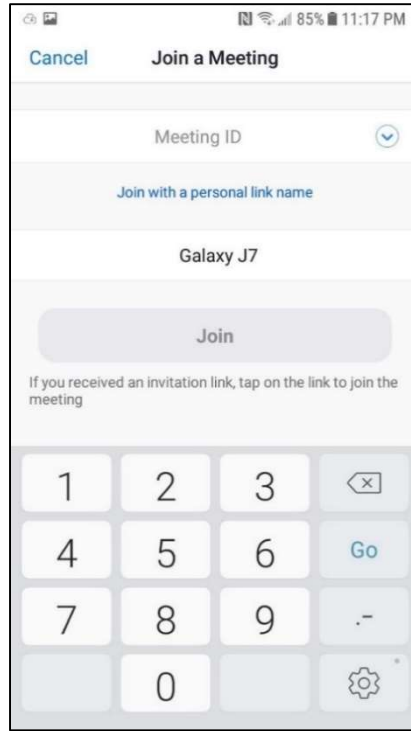 85% 11:17 PM
Cancel Join a Meeting
Meeting ID
Join with a personal link name
Galaxy J7
Join
If you received an invitation link, tap on the link to join the
meeting
1 2 3
4 5 6 Go
7 8 9 .-
0